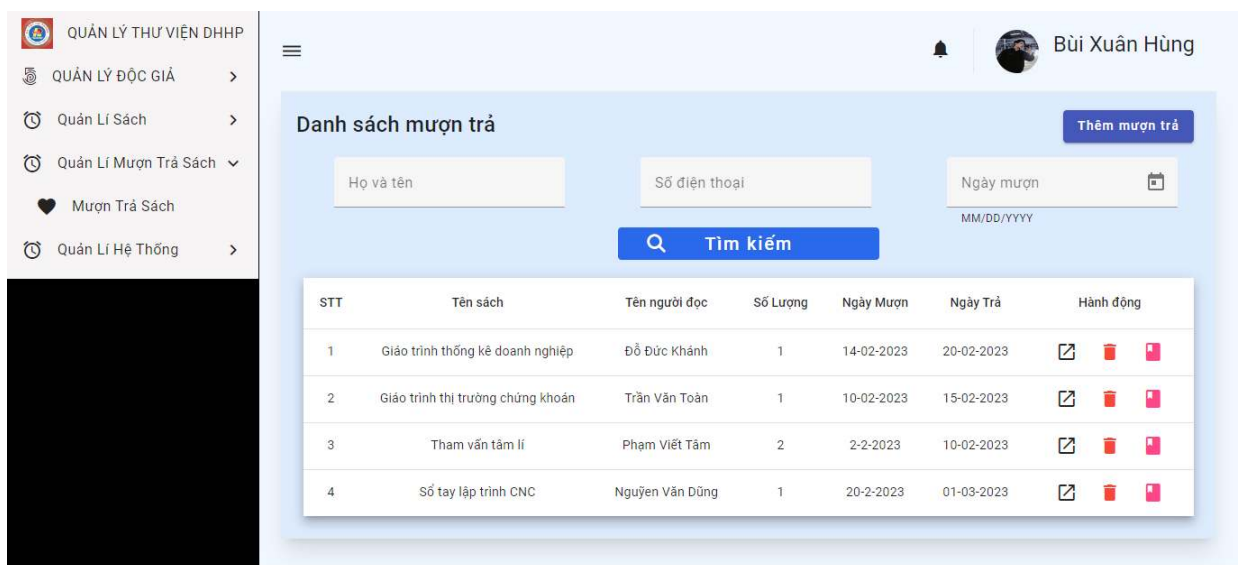 QUẢN LÝ THƯ VIỆN DHHP
QUẢN LÝ ĐỘC GIẢ
Quản Lí Sách
Quản Lí Mượn Trả Sách
Mượn Trả Sách
Quản Lí Hệ Thống
Bùi Xuân Hùng
Danh sách mượn trả
Thêm mượn trả
Họ và tên
Số điện thoại
Ngày mượn
MM/DD/YYYY
Tìm kiếm
STT Tên sách Tên người đọc Số Lượng Ngày Mượn Ngày Trả Hành động
1 Giáo trình thống kê doanh nghiệp Đỗ Đức Khánh 1 14-02-2023 20-02-2023
2 Giáo trình thị trường chứng khoán Trần Văn Toàn 1 10-02-2023 15-02-2023
3 Tham vấn tâm lí Phạm Viết Tâm 2 2-2-2023 10-02-2023
4 Sổ tay lập trình CNC Nguỹen Văn Dũng 1 20-2-2023 01-03-2023